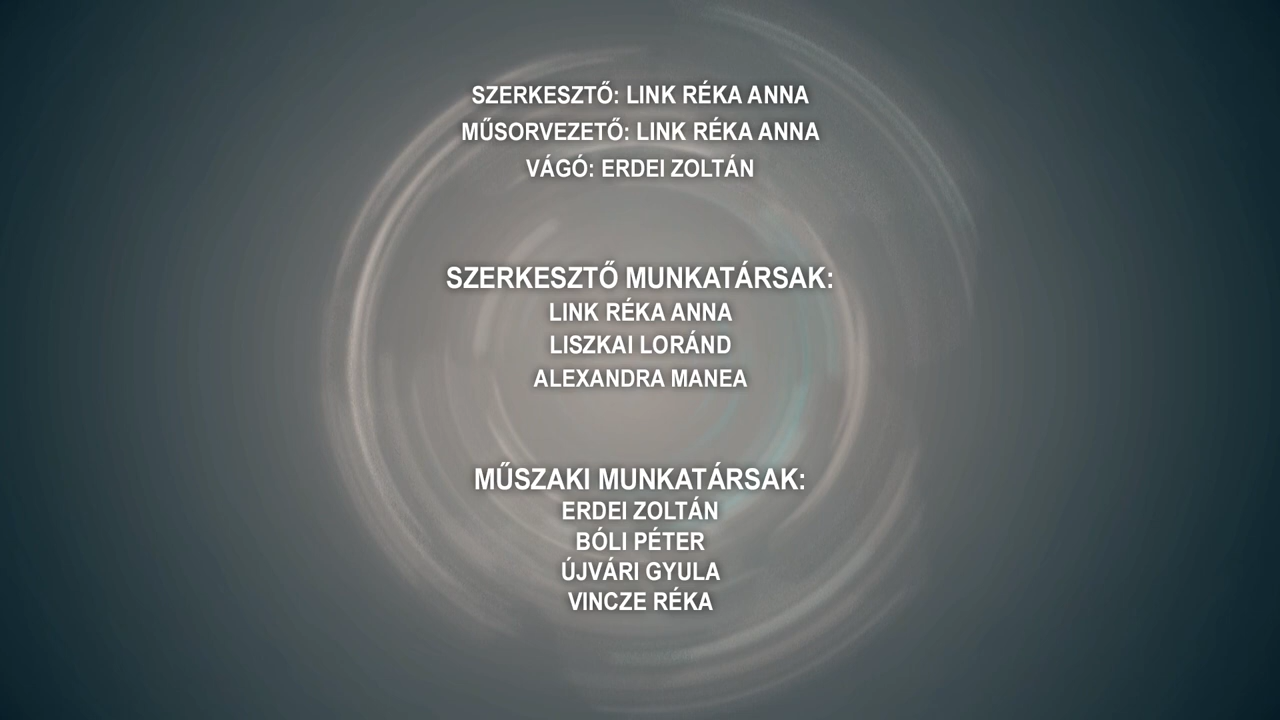 SZERKESZTŐ: LINK RÉKA ANNA
MŰSORVEZETŐ: LINK RÉKA ANNA
VÁGÓ: ERDEI ZOLTÁN
SZERKESZTŐ MUNKATÁRSAK:
LINK RÉKA ANNA
LISZKAI LORÁND
ALEXANDRA MANEA
MŰSZAKI MUNKATÁRSAK:
ERDEI ZOLTÁN
BÓLI PÉTER
ÚJVÁRI GYULA
VINCZE RÉKA